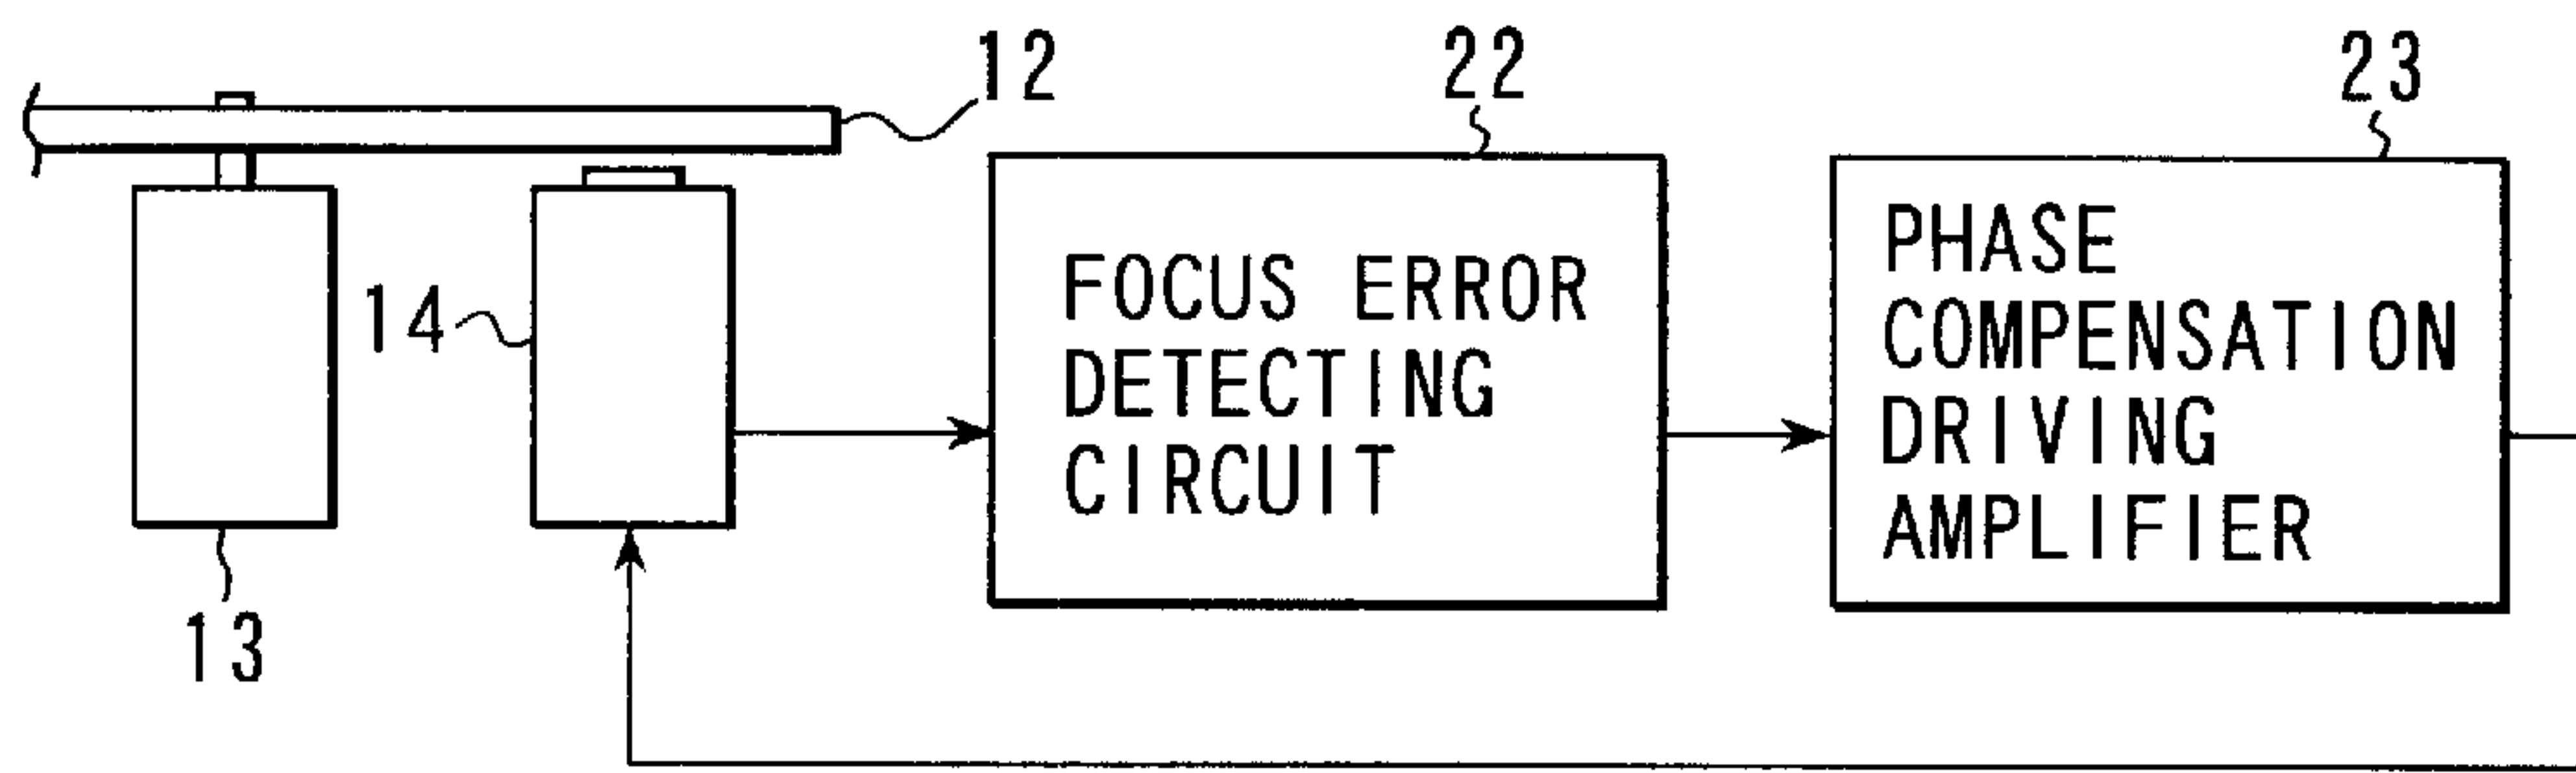 12
22
23
14
13
FOCUS ERROR
DETECTING
CIRCUIT
PHASE
COMPENSATION
DRIVING
AMPLIFIER